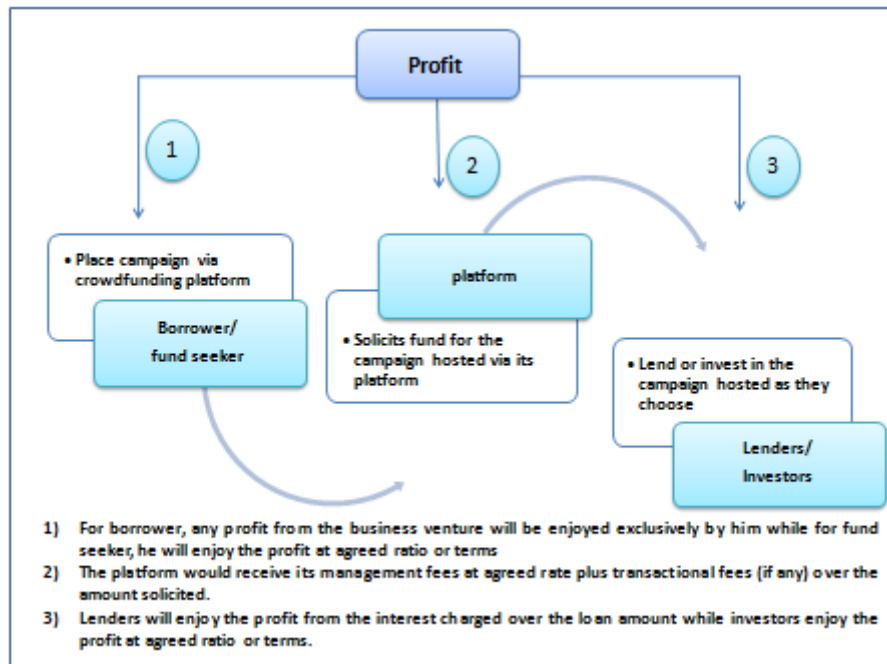 Profit
1
2
3
• Place campaign via
crowdfunding platform
Borrower/
fund seeker
platform
• Solicits fund for the
campaign hosted via its
platform
• Lend or invest in the
campaign hosted as they
choose
Lenders/
Investors
1) For borrower, any profit from the business venture will be enjoyed exclusively by him while for fund
seeker, he will enjoy the profit at agreed ratio or terms
2) The platform would receive its management fees at agreed rate plus transactional fees (if any) over the
amount solicited.
3) Lenders will enjoy the profit from the interest charged over the loan amount while investors enjoy the
profit at agreed ratio or terms.